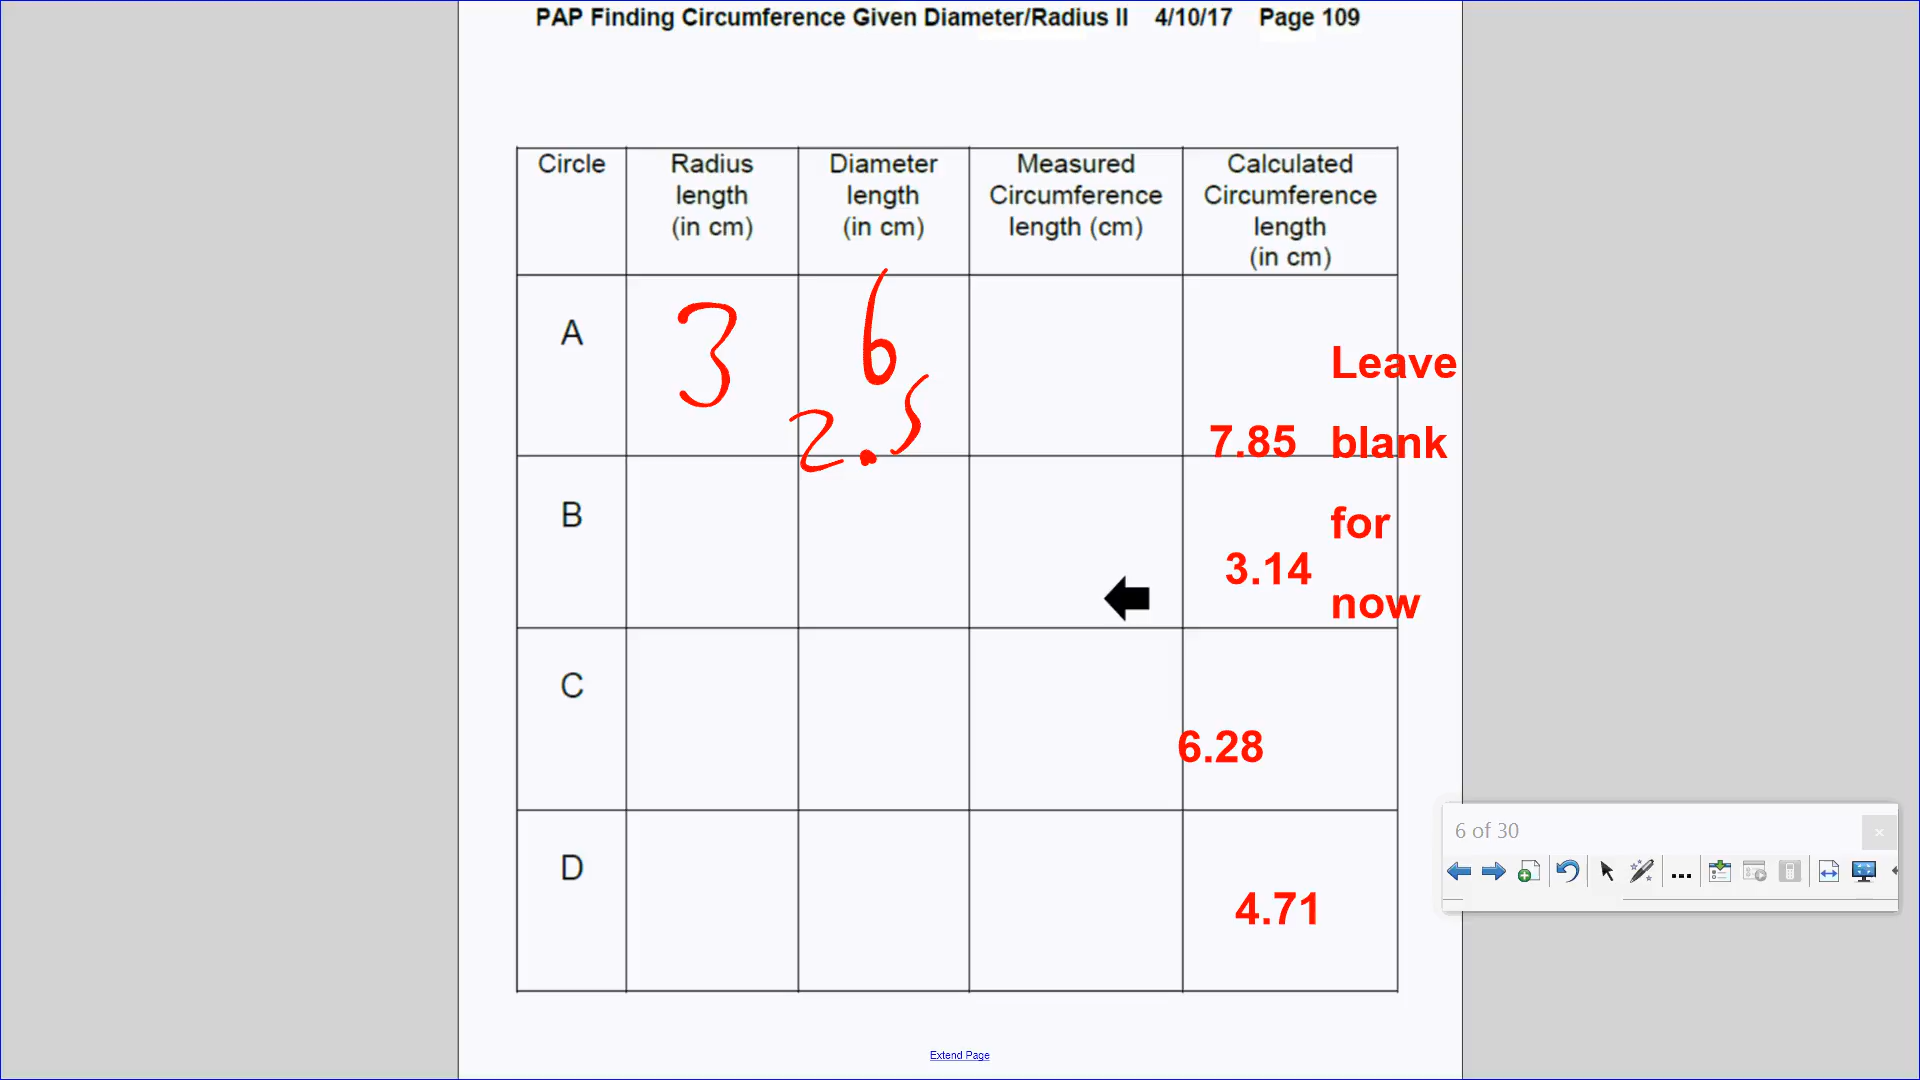 PAP Finding Circumference Given Diameter/Radius II 4/10/17 Page 109
Circle
Radius
length
(in cm)
Diameter
length
(in cm)
Measured
Circumference
length (cm)
Calculated
Circumference
length
(in cm)
A
3
6
2.5
7.85
Leave
blank
for
now
B
3.14
C
6.28
D
4.71
Extend Page
6 of 30